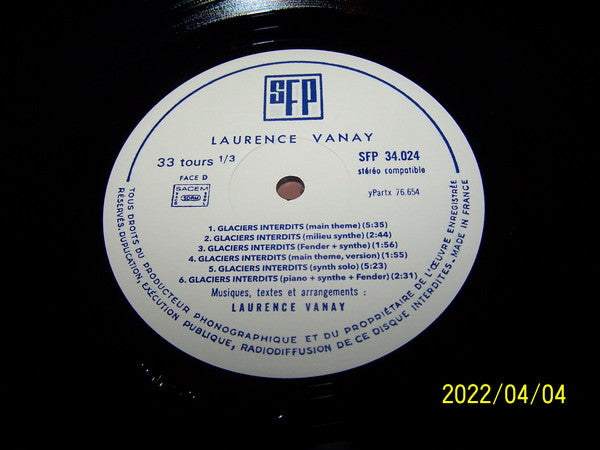 SFP
LAURENCE VANAY
33 tours 1/3
FACE D
SACEM
SDRM
SFP 34.024
stéréo compatible
yPartx 76.654
1. GLACIERS INTERDITS (main theme) (5:35)
2. GLACIERS INTERDITS (milieu synthe) (2:44)
3. GLACIERS INTERDITS (Fender + synthe) (1:56)
4. GLACIERS INTERDITS (main theme, version) (1:55)
5. GLACIERS INTERDITS (synth solo) (5:23)
6. GLACIERS INTERDITS (piano + synthe + Fender) (2:31)
Musiques, textes et arrangements :
LAURENCE VANAY
TOUS DROITS DU PRODUCTEUR PHONOGRAPHIQUE ET DU PROPRIÉTAIRE DE L'ŒUVRE ENREGISTRÉE
RÉSERVÉS, DUPLICATION, EXÉCUTION PUBLIQUE, RADIODIFFUSION DE CE DISQUE INTERDITES - MADE IN FRANCE
2022/04/04